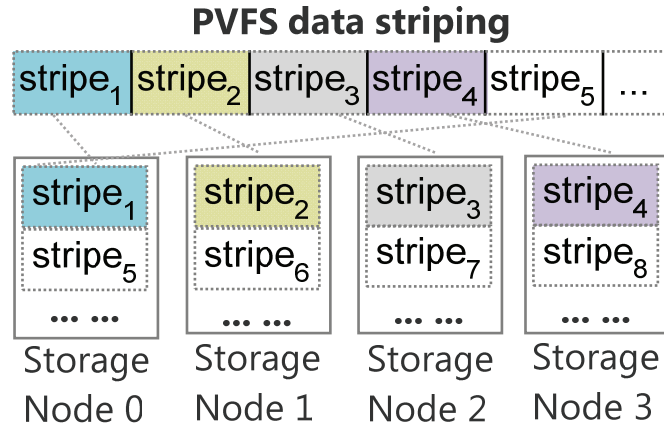 PVFS data striping
stripe₁ stripe₂ stripe₃ stripe₄ stripe₅ ...
stripe₁ stripe₂ stripe₃ stripe₄
stripe₅ stripe₆ stripe₇ stripe₈
... ... ... ... ... ... ... ...
Storage Storage Storage Storage
Node 0 Node 1 Node 2 Node 3